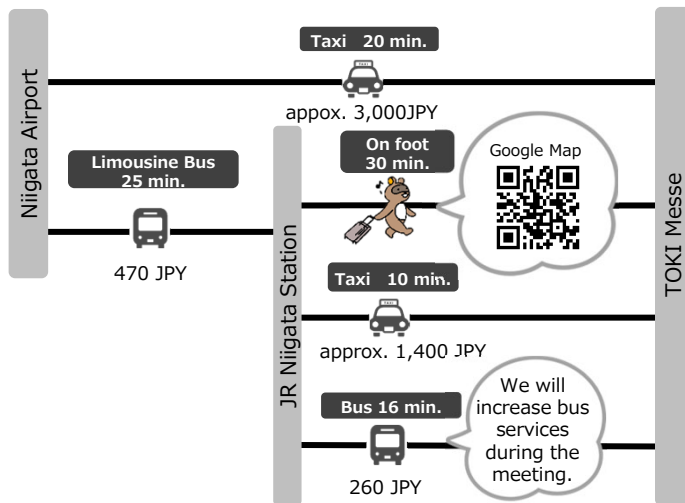 Taxi 20 min.
TAXI
appox. 3,000JPY
Niigata Airport
Limousine Bus
25 min.
470 JPY
JR Niigata Station
On foot
30 min.
Google Map
Taxi 10 min.
TAXI
approx. 1,400 JPY
Bus 16 min.
260 JPY
We will
increase bus
services
during the
meeting.
TOKI Messe